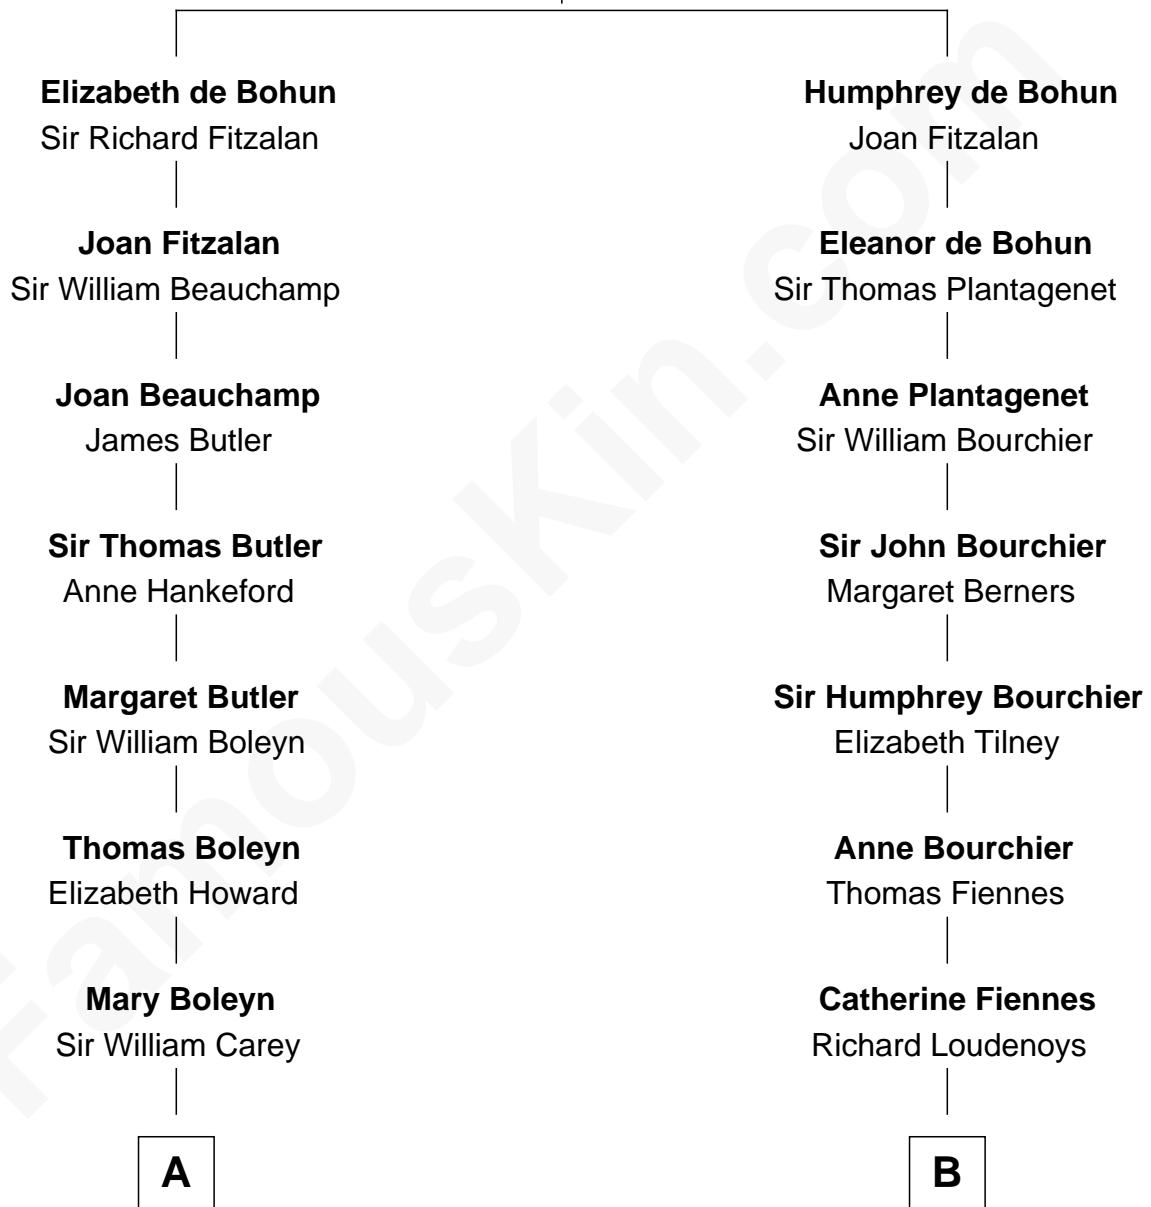 Elizabeth de Bohun
Sir Richard Fitzalan
Joan Fitzalan
Sir William Beauchamp
Joan Beauchamp
James Butler
Sir Thomas Butler
Anne Hankeford
Margaret Butler
Sir William Boleyn
Thomas Boleyn
Elizabeth Howard
Mary Boleyn
Sir William Carey
A
Humphrey de Bohun
Joan Fitzalan
Eleanor de Bohun
Sir Thomas Plantagenet
Anne Plantagenet
Sir William Bourchier
Sir John Bourchier
Margaret Berners
Sir Humphrey Bourchier
Elizabeth Tilney
Anne Bourchier
Thomas Fiennes
Catherine Fiennes
Richard Loudenoys
B
FamousKin.com